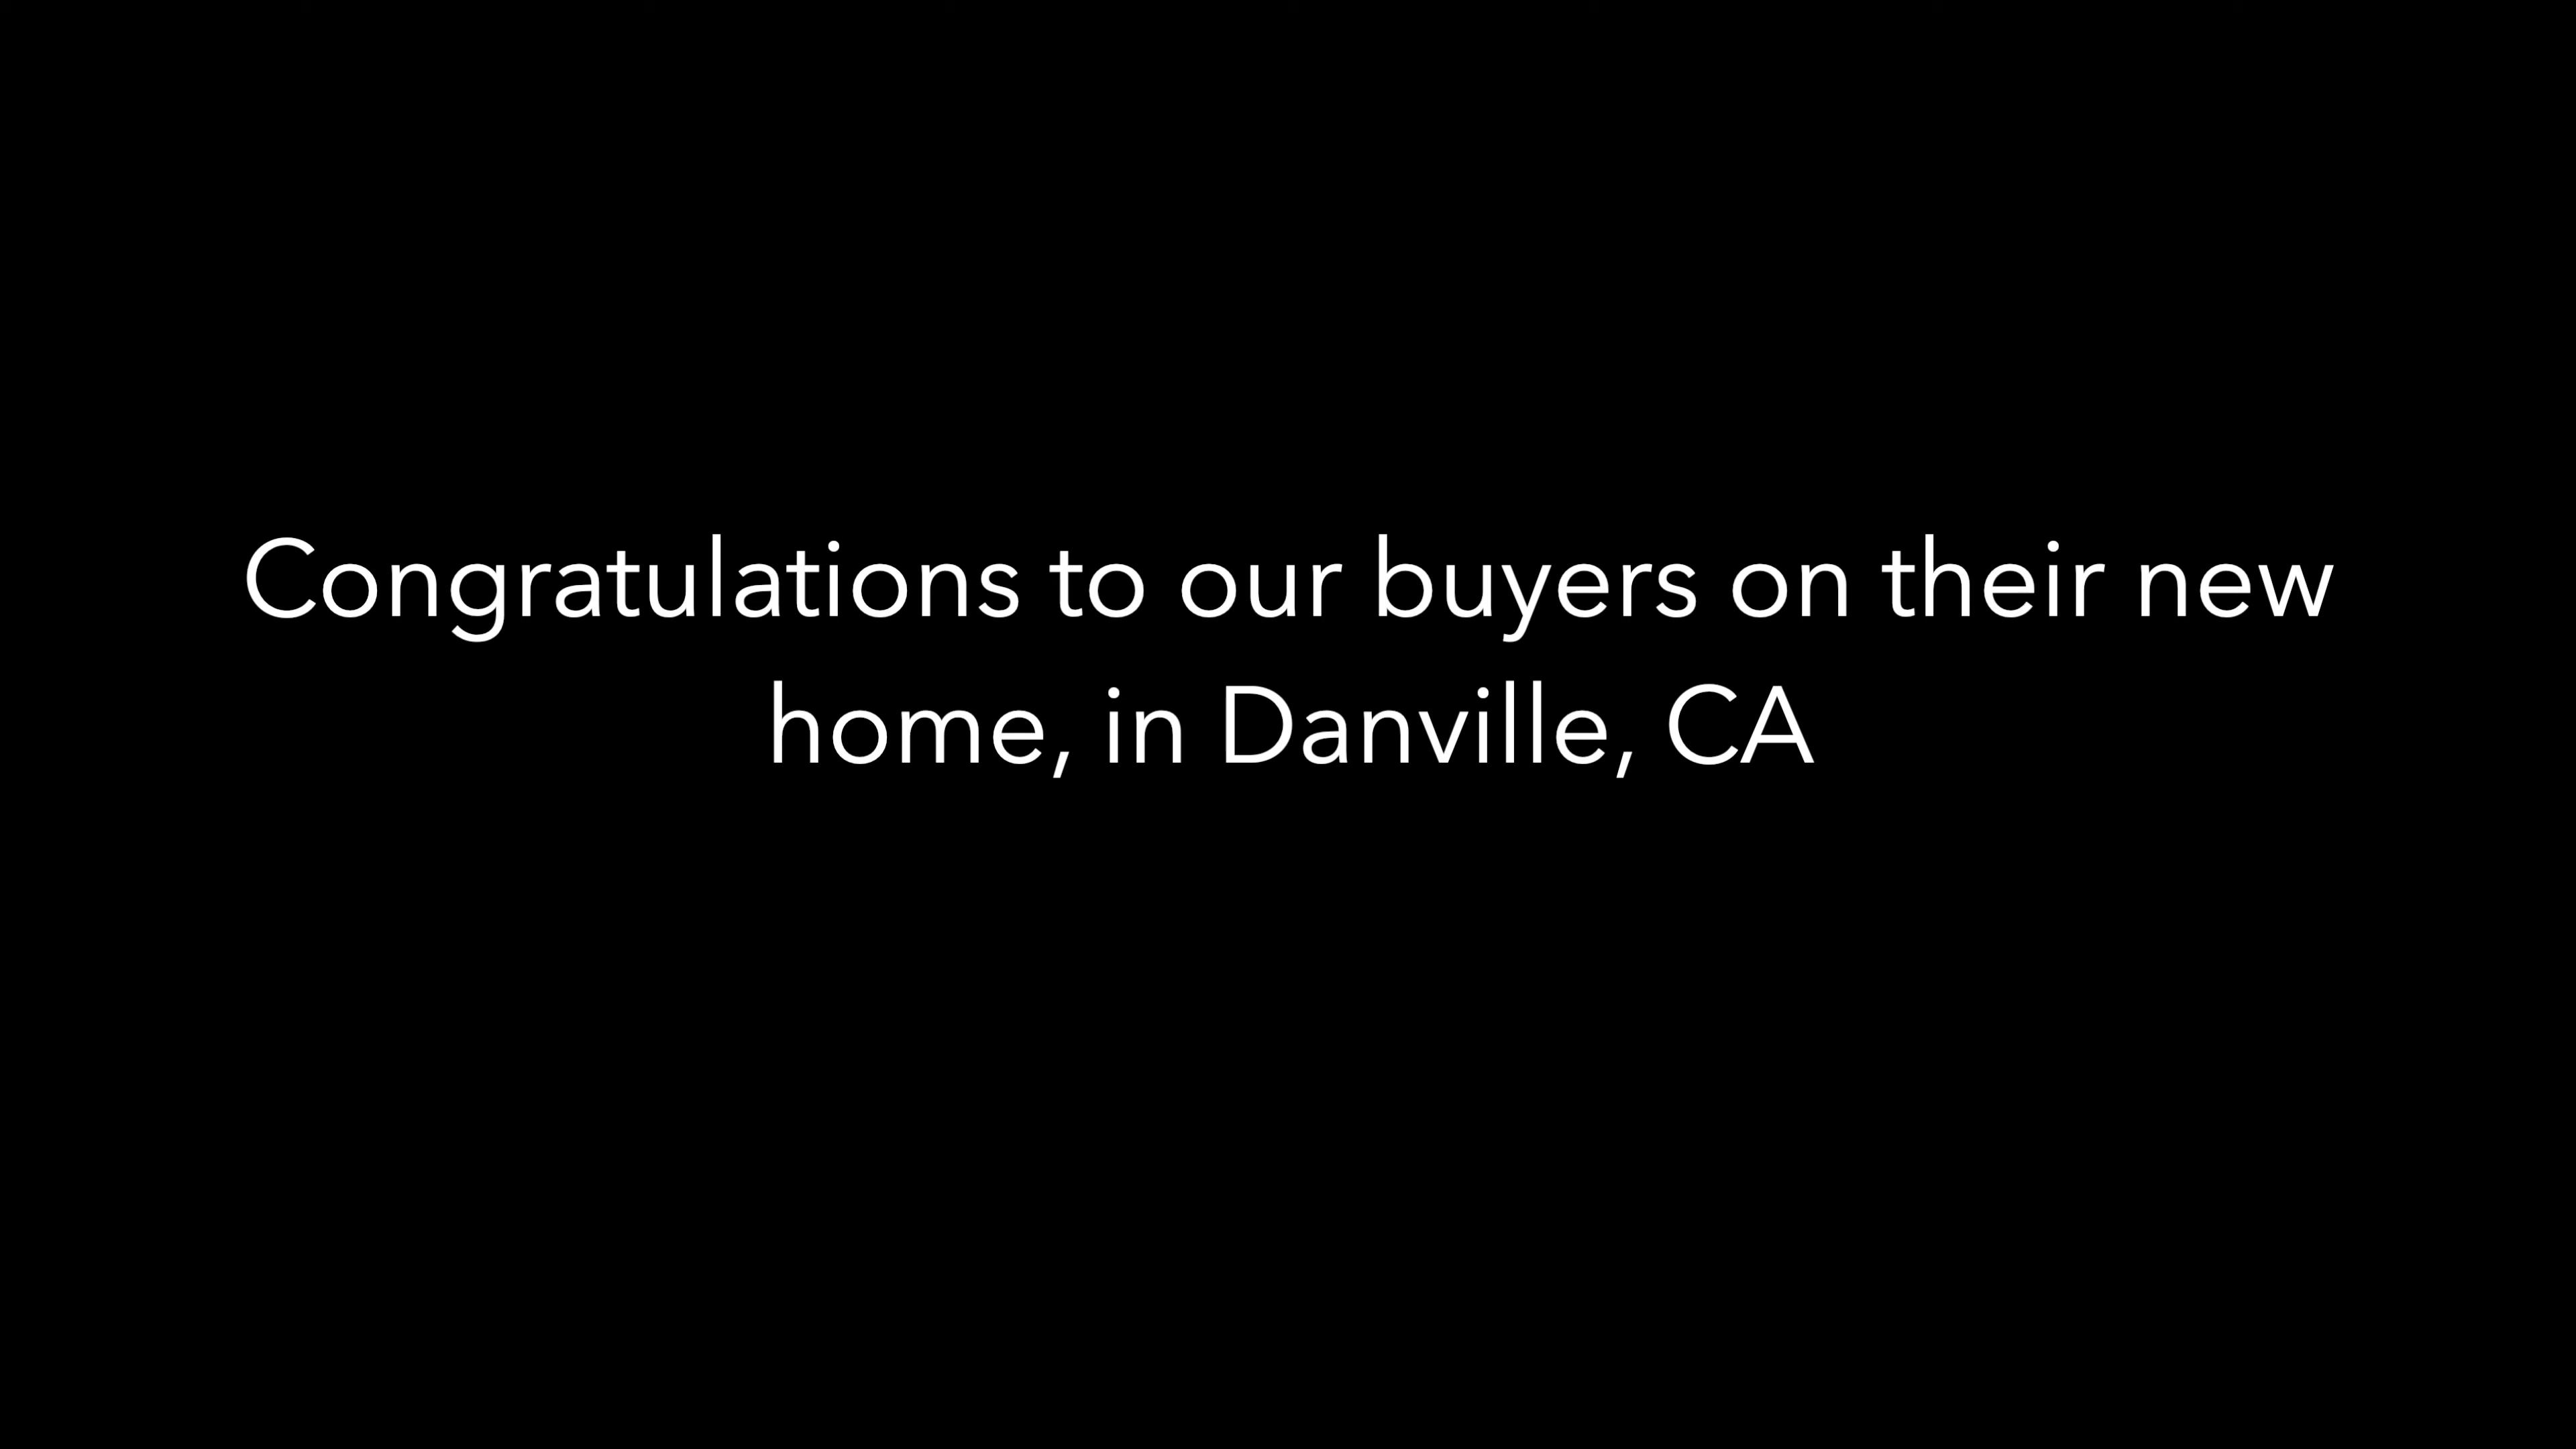 Congratulations to our buyers on their new
home, in Danville, CA